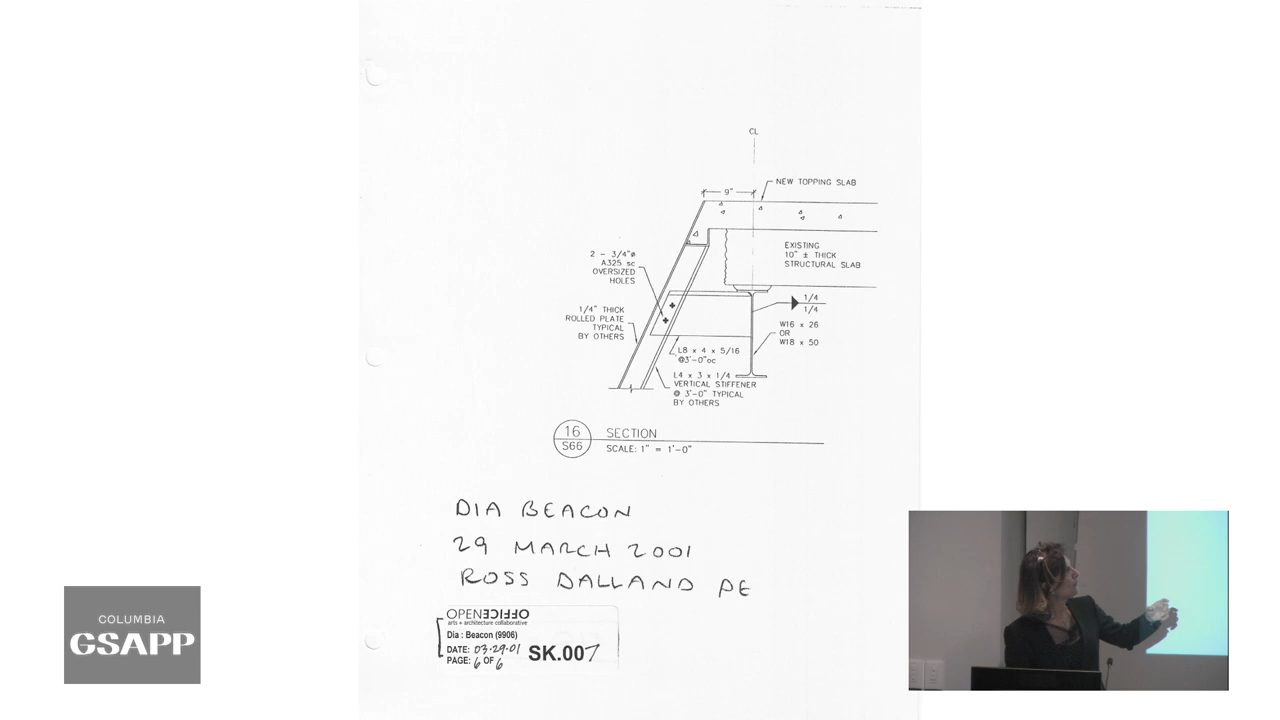 CL
9"
NEW TOPPING SLAB
EXISTING
10" ± THICK
STRUCTURAL SLAB
2 - 3/4"ø
A325 sc
OVERSIZED
HOLES
1/4
1/4
1/4" THICK
ROLLED PLATE
TYPICAL
BY OTHERS
W16 x 26
OR
W18 x 50
L8 x 4 x 5/16
@3'-0"oc
L4 x 3 x 1/4
VERTICAL STIFFENER
@ 3'-0" TYPICAL
BY OTHERS
16
S66
SECTION
SCALE: 1" = 1'-0"
DIA BEACON
29 MARCH 2001
ROSS DALLAND PE
OPENOFFICE
arts + architecture collaborative
Dia : Beacon (9906)
DATE: 03.29.01
PAGE: 6 OF 6
SK.007
COLUMBIA
GSAPP